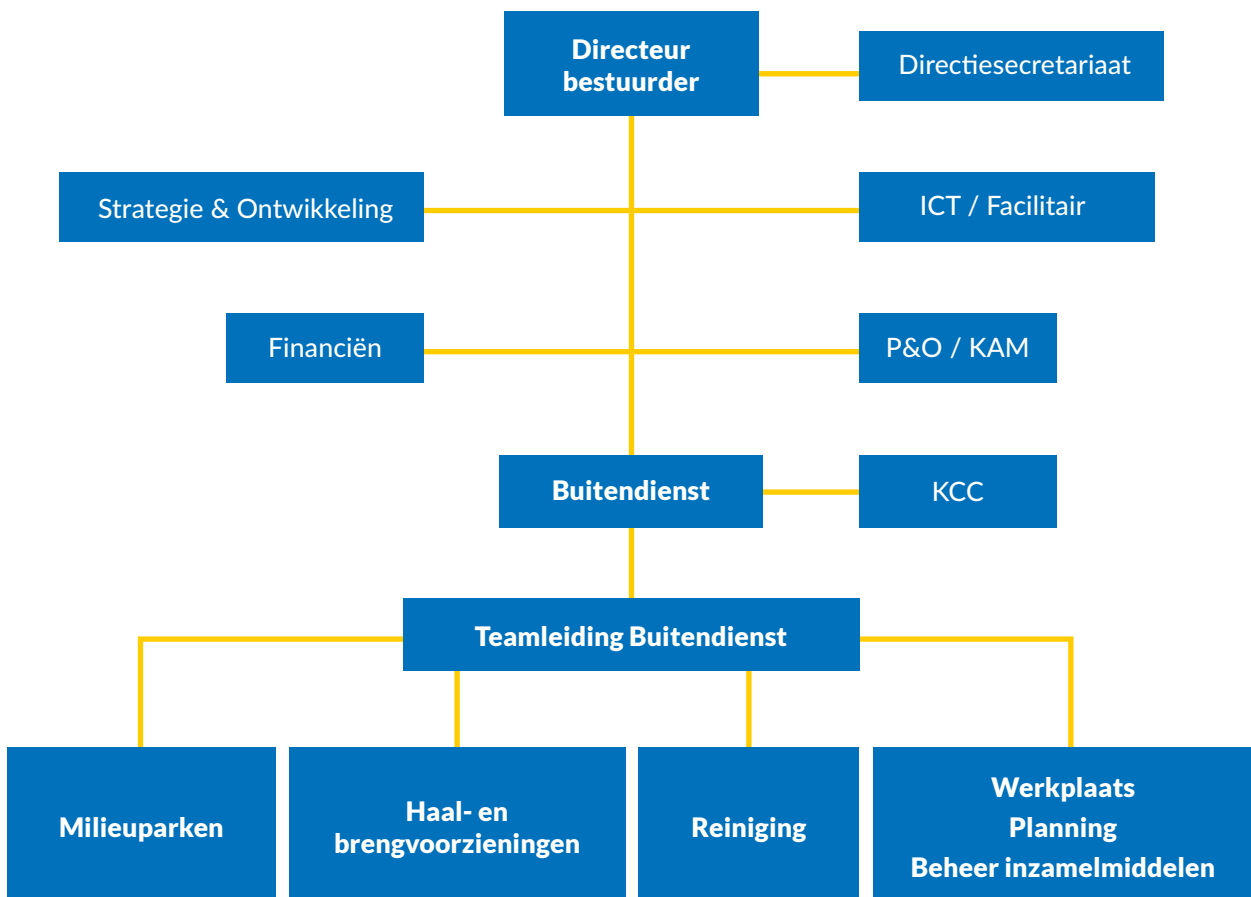 Directeur
bestuurder
Directiesecretariaat
Strategie & Ontwikkeling
ICT / Facilitair
Financiën
P&O / KAM
Buitendienst
KCC
Teamleiding Buitendienst
Milieuparken
Haal- en
brengvoorzieningen
Reiniging
Werkplaats
Planning
Beheer inzamelmiddelen